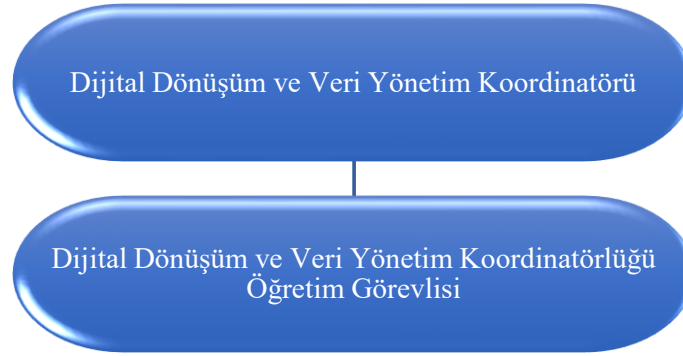 Dijital Dönüşüm ve Veri Yönetim Koordinatörü
Dijital Dönüşüm ve Veri Yönetim Koordinatörlüğü
Öğretim Görevlisi